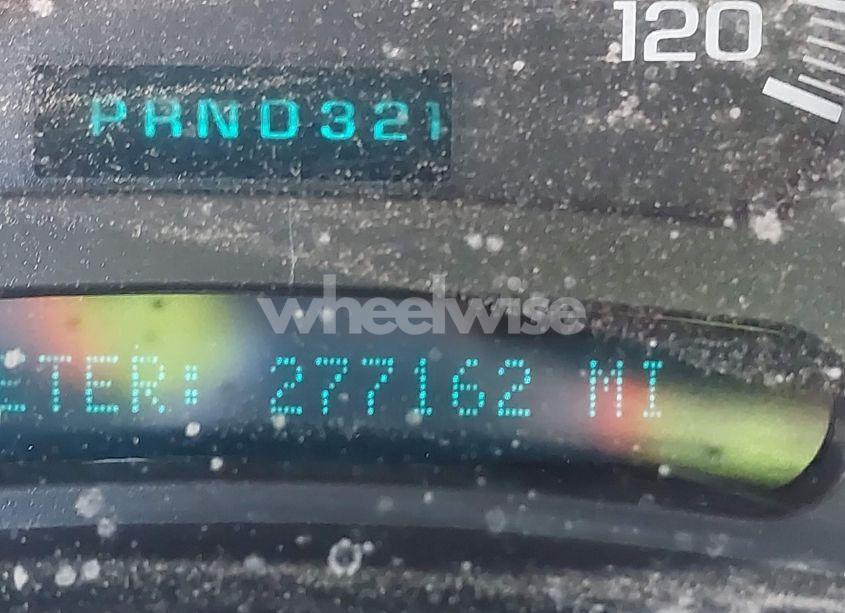 120
PRND321
wheelwise
ETER: 277162 MI